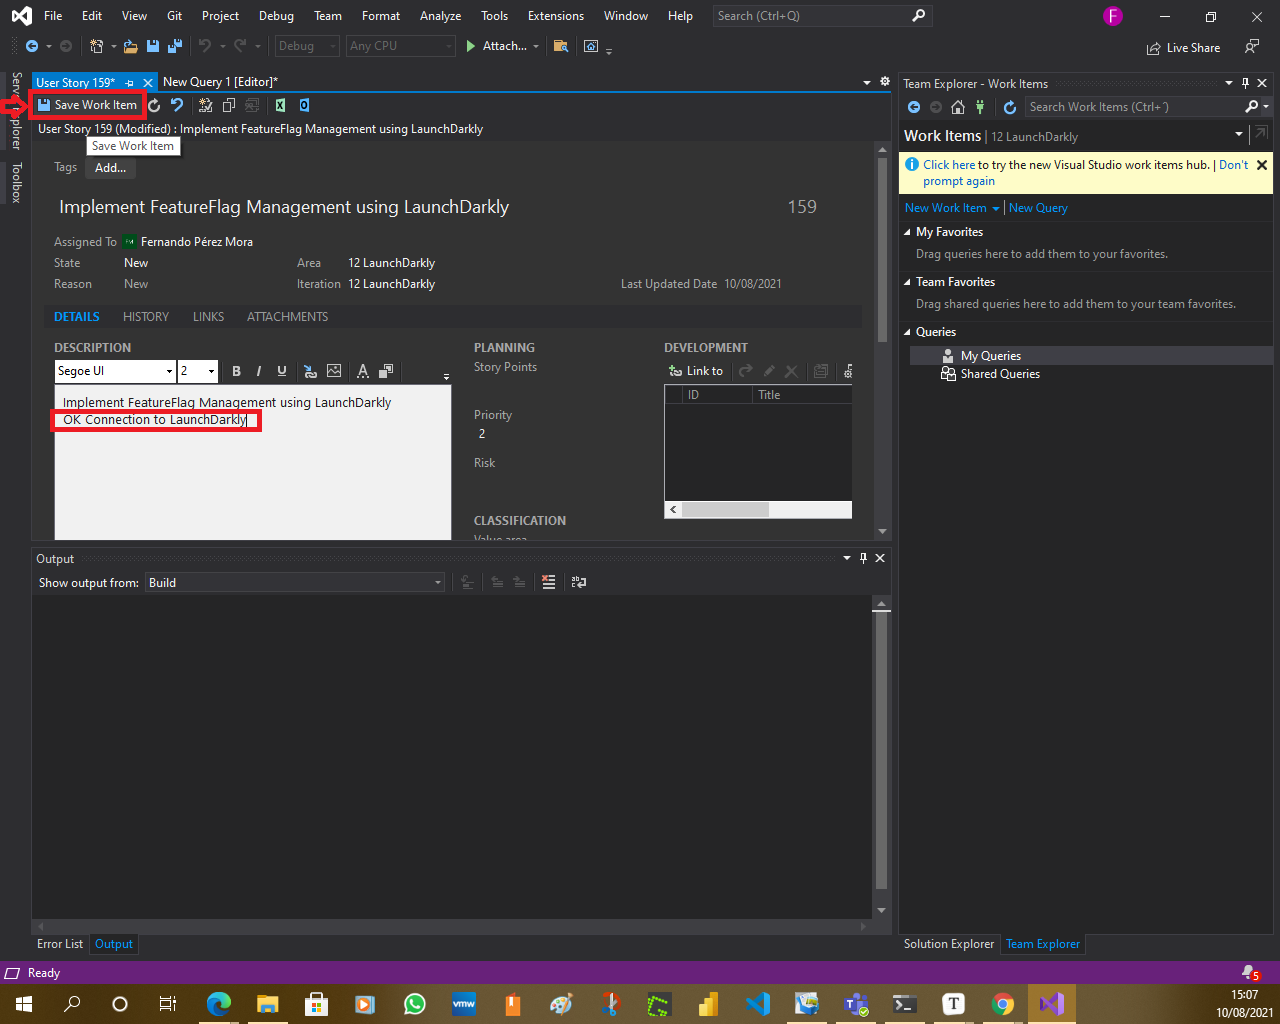 File Edit View Git Project Debug Team Format Analyze Tools Extensions Window Help Search (Ctrl+Q) F
Debug Any CPU Attach... Live Share
Server Explorer
Toolbox
User Story 159* New Query 1 [Editor]*
Save Work Item
User Story 159 (Modified) : Implement FeatureFlag Management using LaunchDarkly
Save Work Item
Tags Add...
Implement FeatureFlag Management using LaunchDarkly 159
Assigned To FM Fernando Pérez Mora
State New Area 12 LaunchDarkly
Reason New Iteration 12 LaunchDarkly Last Updated Date 10/08/2021
DETAILS HISTORY LINKS ATTACHMENTS
DESCRIPTION
Segoe UI 2 B I U A
Implement FeatureFlag Management using LaunchDarkly
OK Connection to LaunchDarkly
PLANNING
Story Points
Priority
2
Risk
CLASSIFICATION
Value area
DEVELOPMENT
Link to
ID Title
Output
Show output from: Build
Error List Output
Team Explorer - Work Items
Search Work Items (Ctrl+´)
Work Items | 12 LaunchDarkly
Click here to try the new Visual Studio work items hub. | Don't
prompt again
New Work Item New Query
My Favorites
Drag queries here to add them to your favorites.
Team Favorites
Drag shared queries here to add them to your team favorites.
Queries
My Queries
Shared Queries
Solution Explorer Team Explorer
Ready 5
vmw T
15:07
10/08/2021